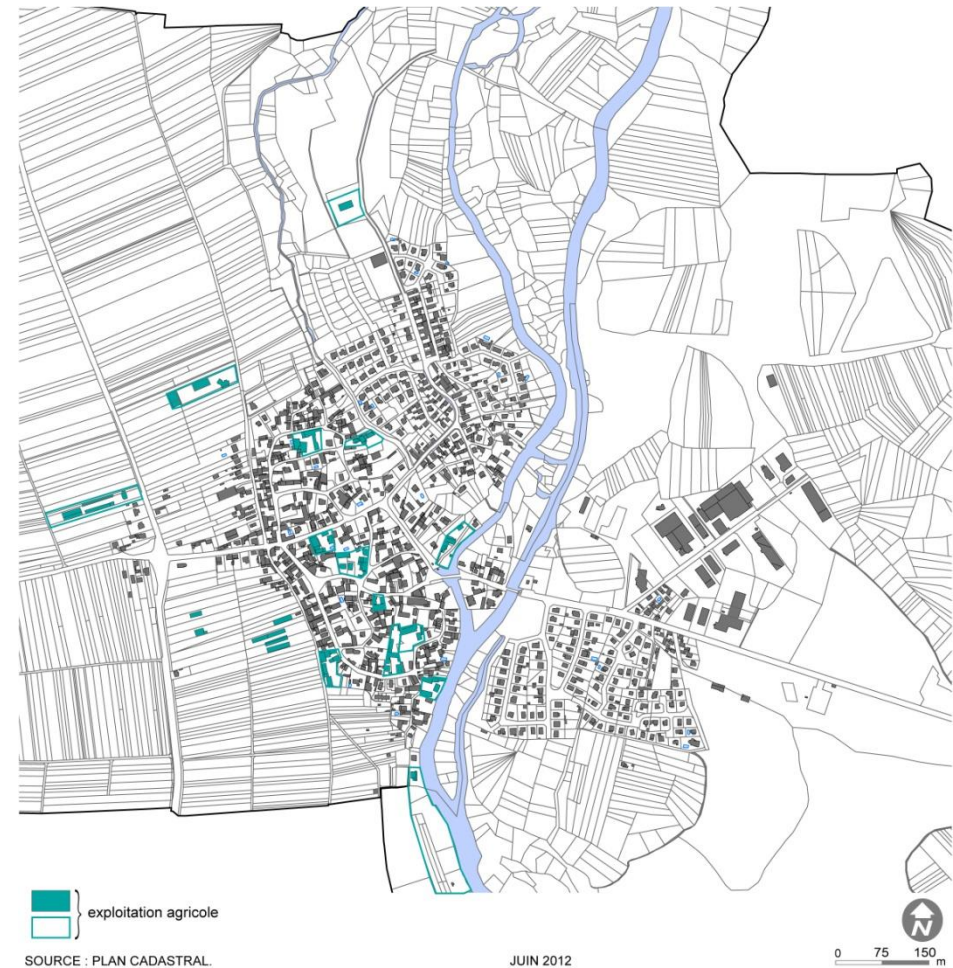 exploitation agricole
N
SOURCE : PLAN CADASTRAL.
JUIN 2012
0 75 150 m